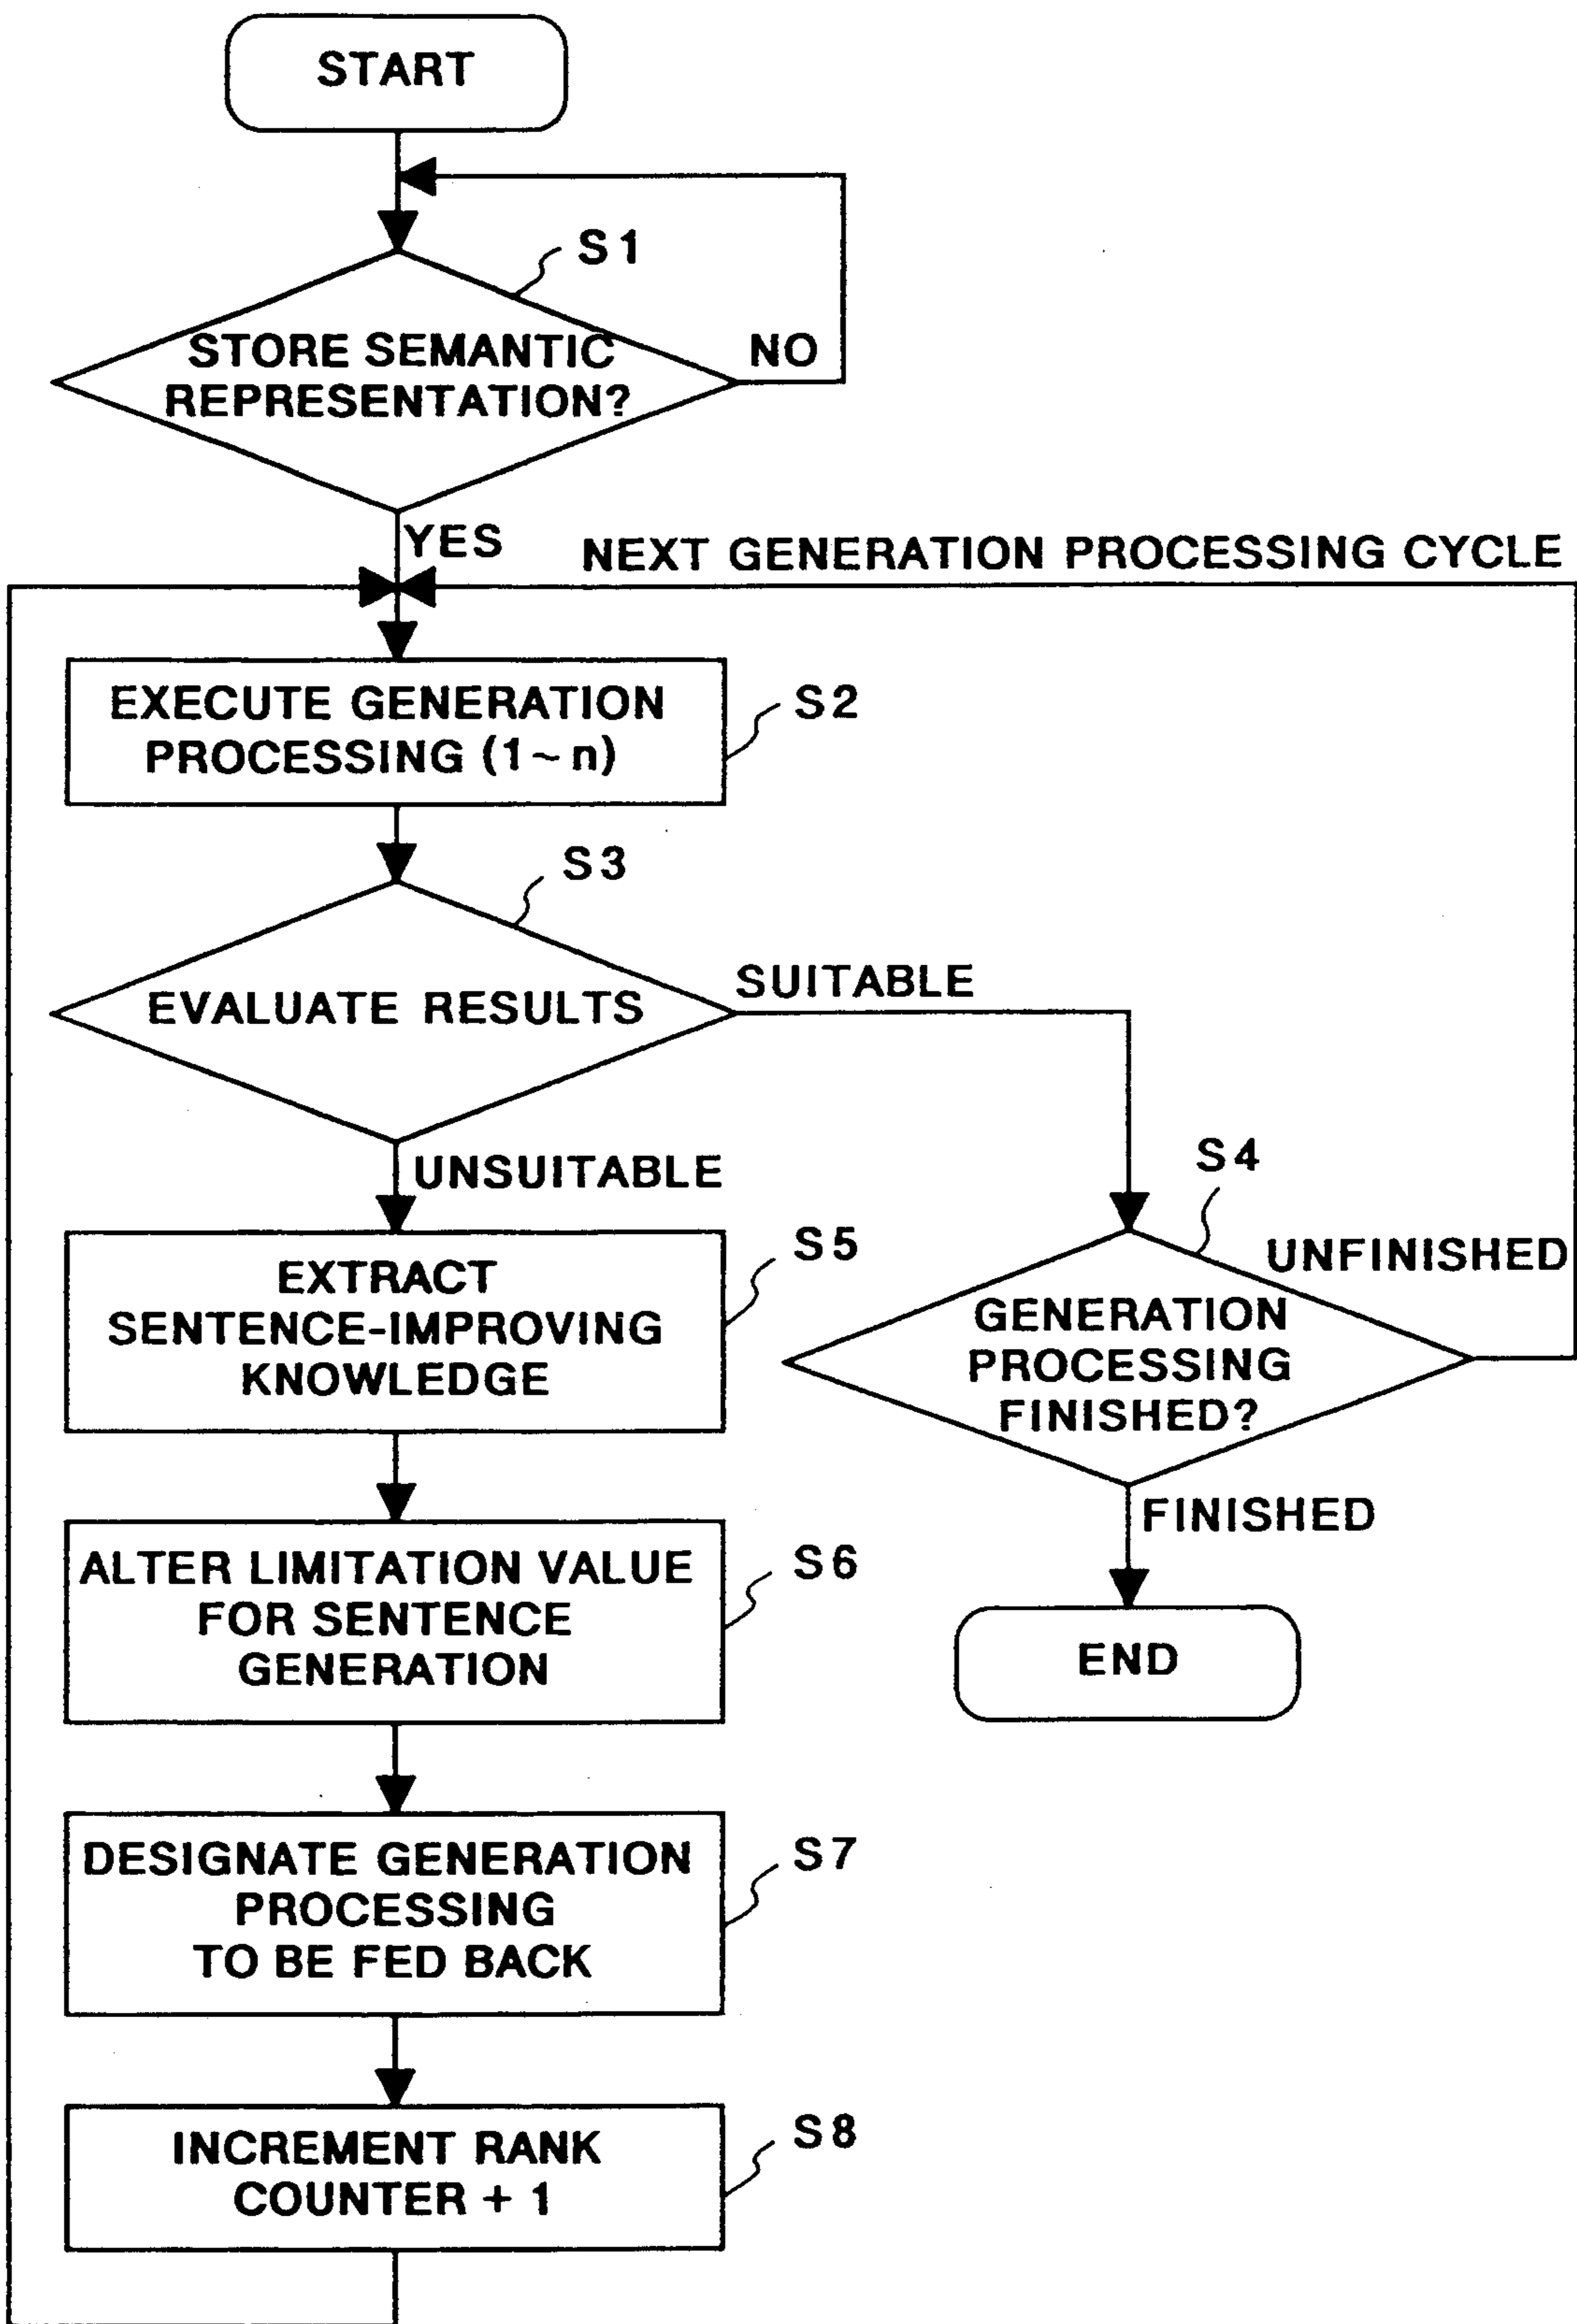 START
S1
STORE SEMANTIC
REPRESENTATION?
NO
YES
NEXT GENERATION PROCESSING CYCLE
EXECUTE GENERATION
PROCESSING (1~n)
S2
S3
EVALUATE RESULTS
SUITABLE
UNSUITABLE
S4
UNFINISHED
GENERATION
PROCESSING
FINISHED?
FINISHED
END
EXTRACT
SENTENCE-IMPROVING
KNOWLEDGE
S5
ALTER LIMITATION VALUE
FOR SENTENCE
GENERATION
S6
DESIGNATE GENERATION
PROCESSING
TO BE FED BACK
S7
INCREMENT RANK
COUNTER + 1
S8